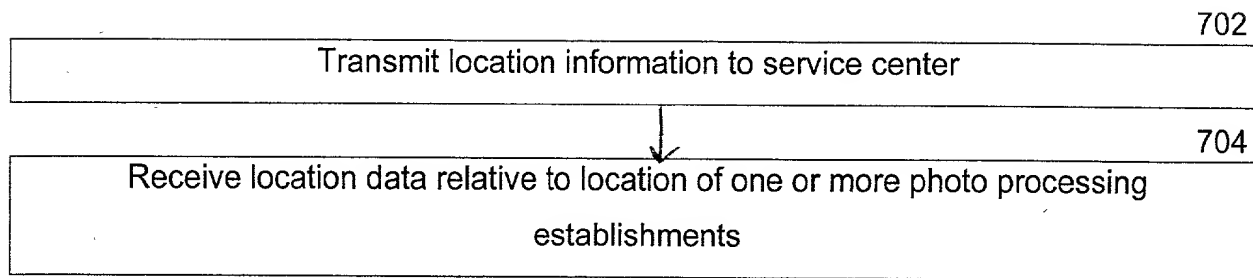 702
Transmit location information to service center
704
Receive location data relative to location of one or more photo processing
establishments